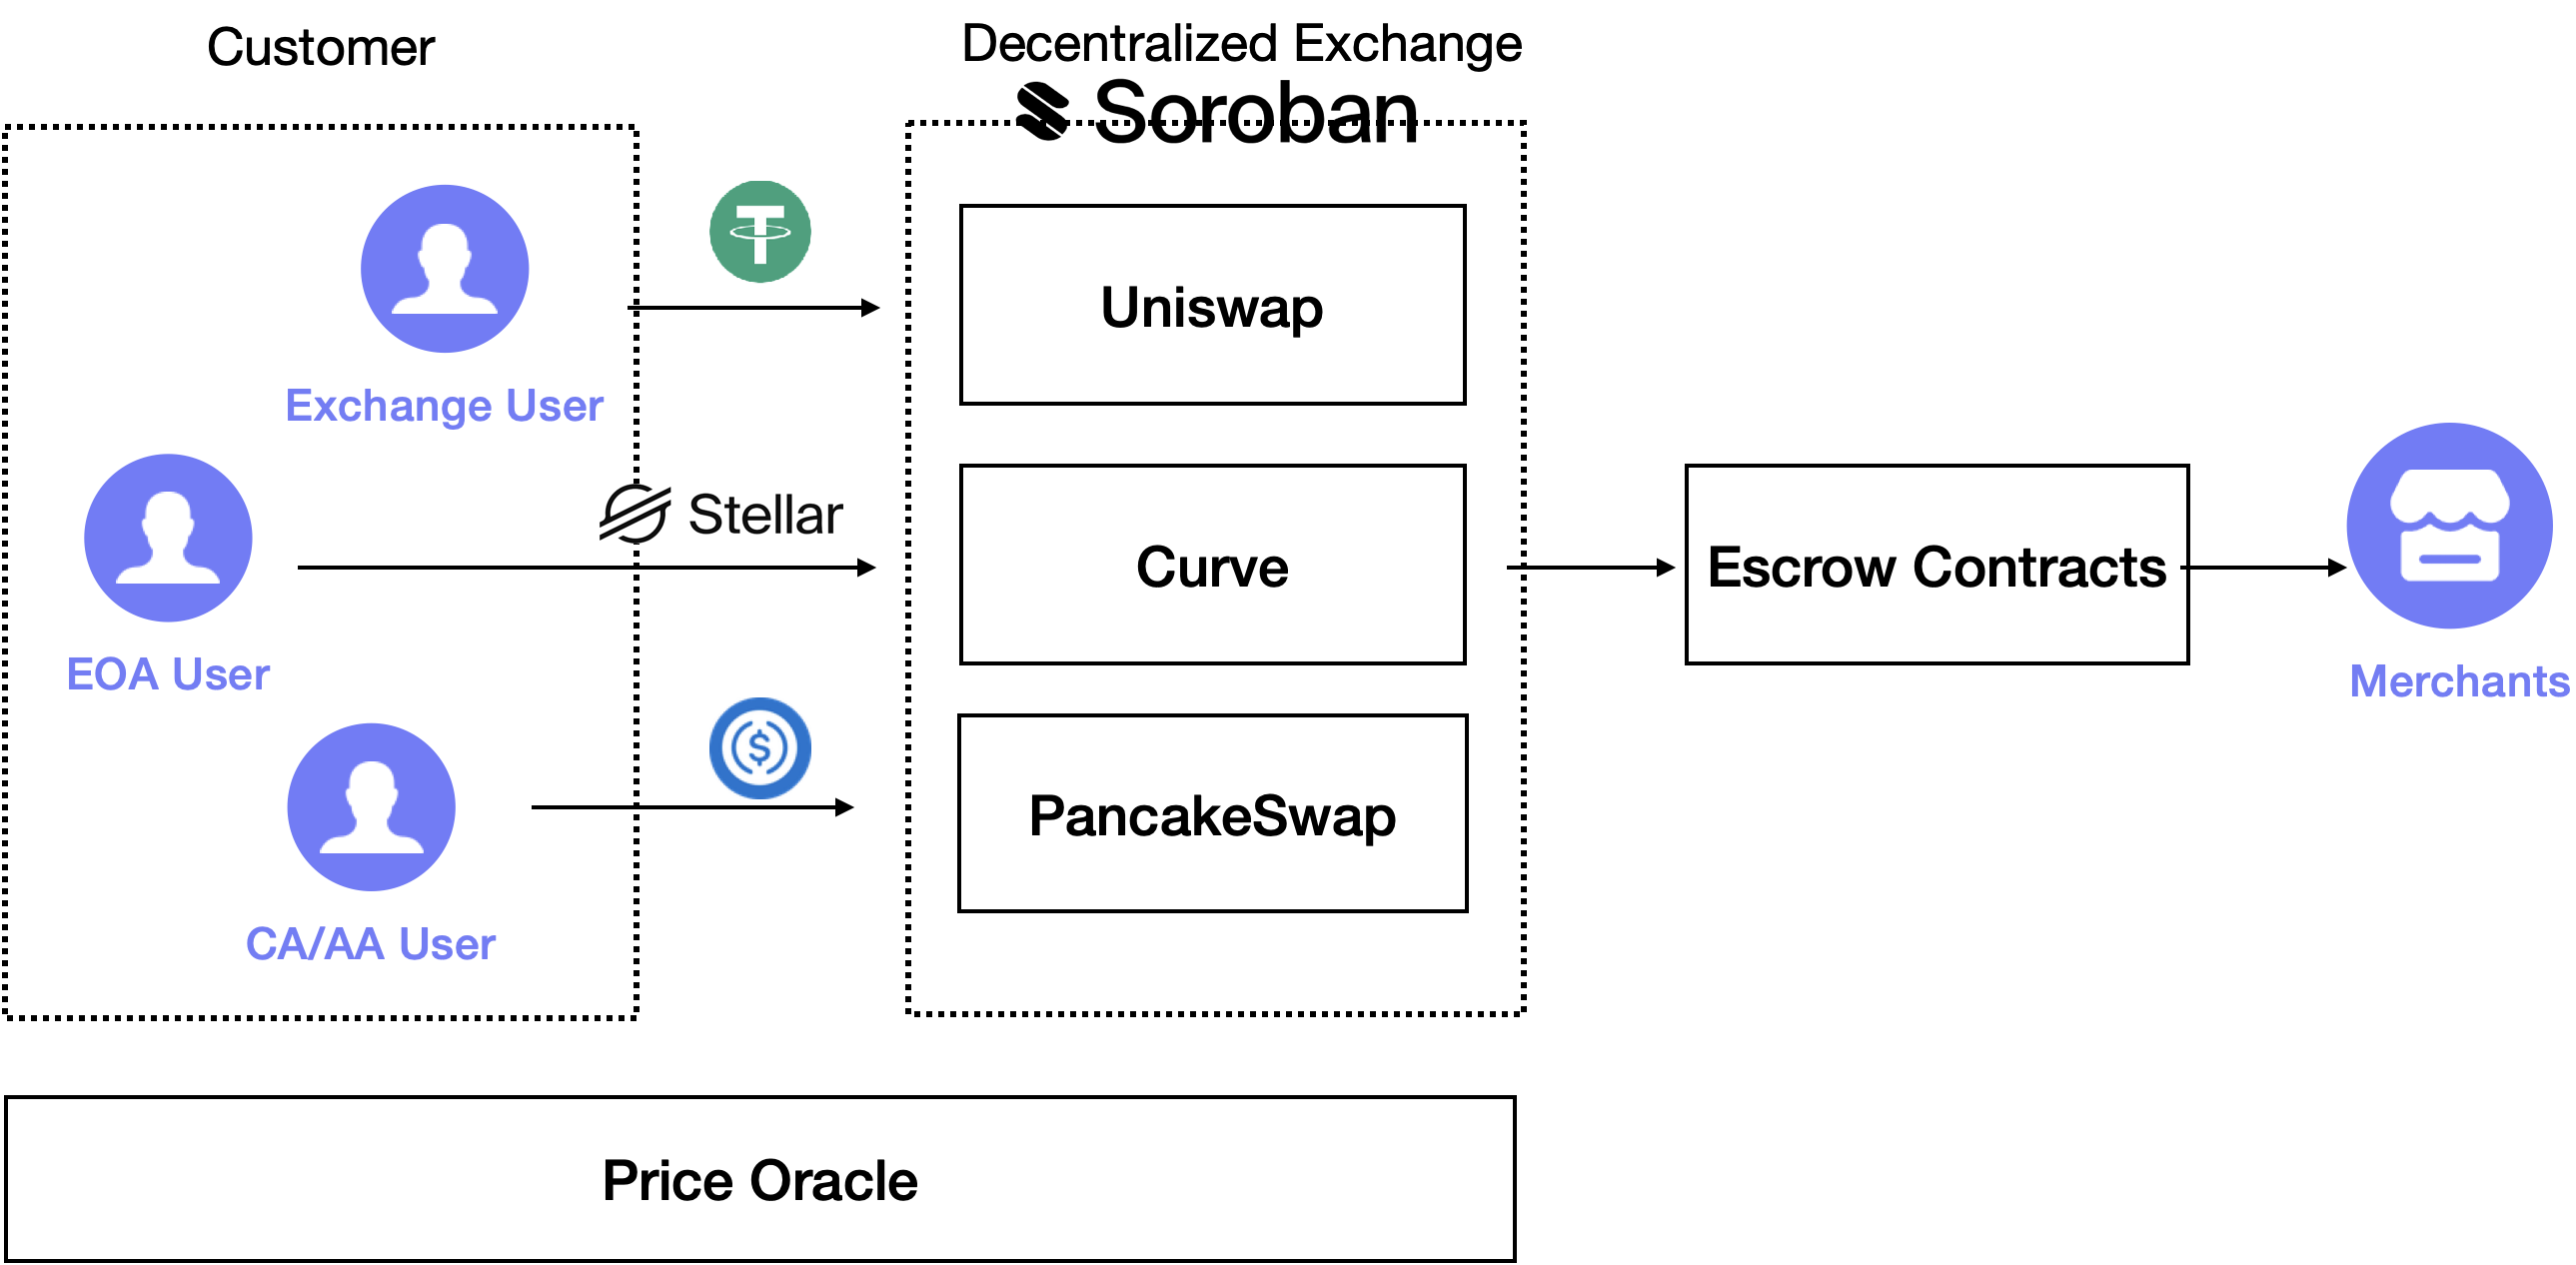 Customer
Decentralized Exchange
Soroban
Exchange User
Uniswap
Stellar
EOA User
Curve
Escrow Contracts
Merchants
CA/AA User
PancakeSwap
Price Oracle